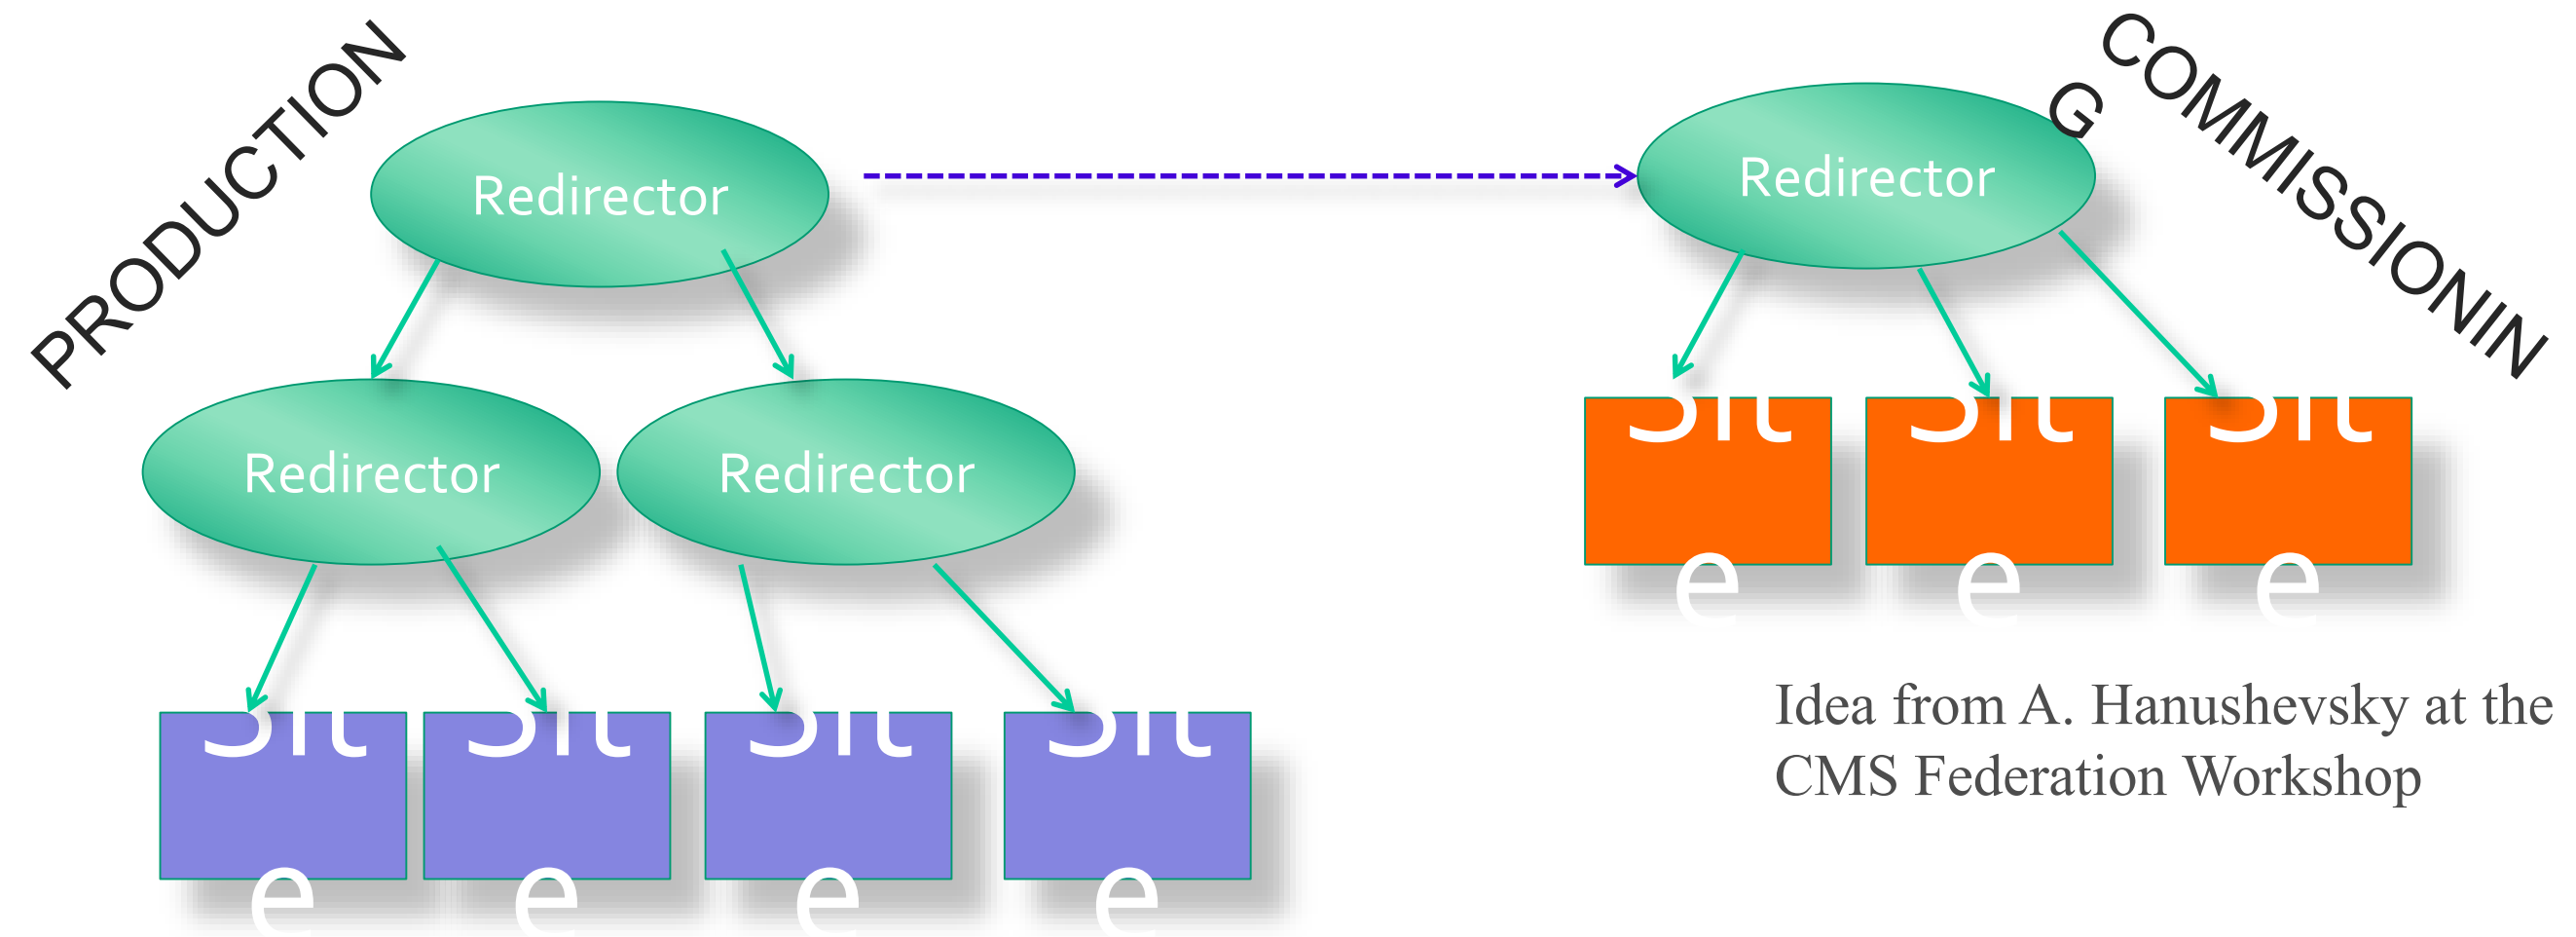 PRODUCTION
COMMISSIONIN
G
Redirector
Redirector
Redirector
Redirector
Sit
e
Sit
e
Sit
e
Sit
e
Sit
e
Sit
e
Sit
e
Idea from A. Hanushevsky at the
CMS Federation Workshop